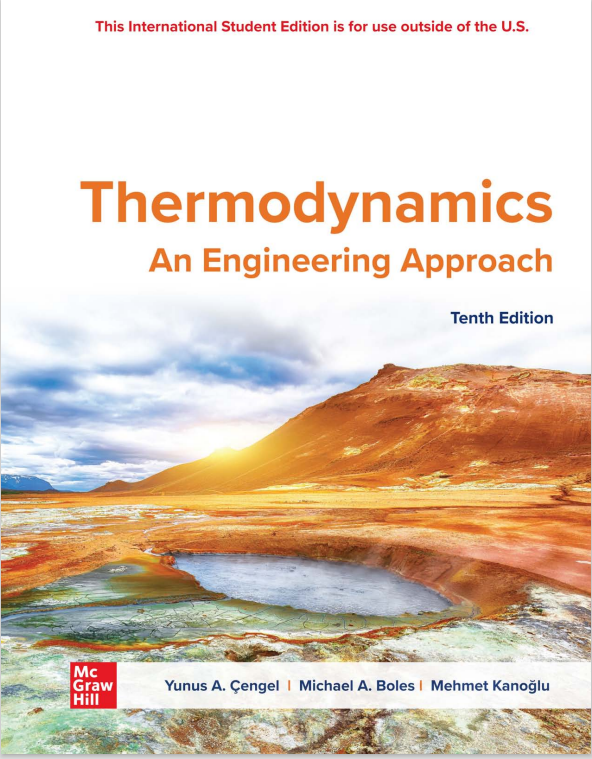 This International Student Edition is for use outside of the U.S.
Thermodynamics
An Engineering Approach
Tenth Edition
Mc
Graw
Hill
Yunus A. Çengel | Michael A. Boles | Mehmet Kanoğlu